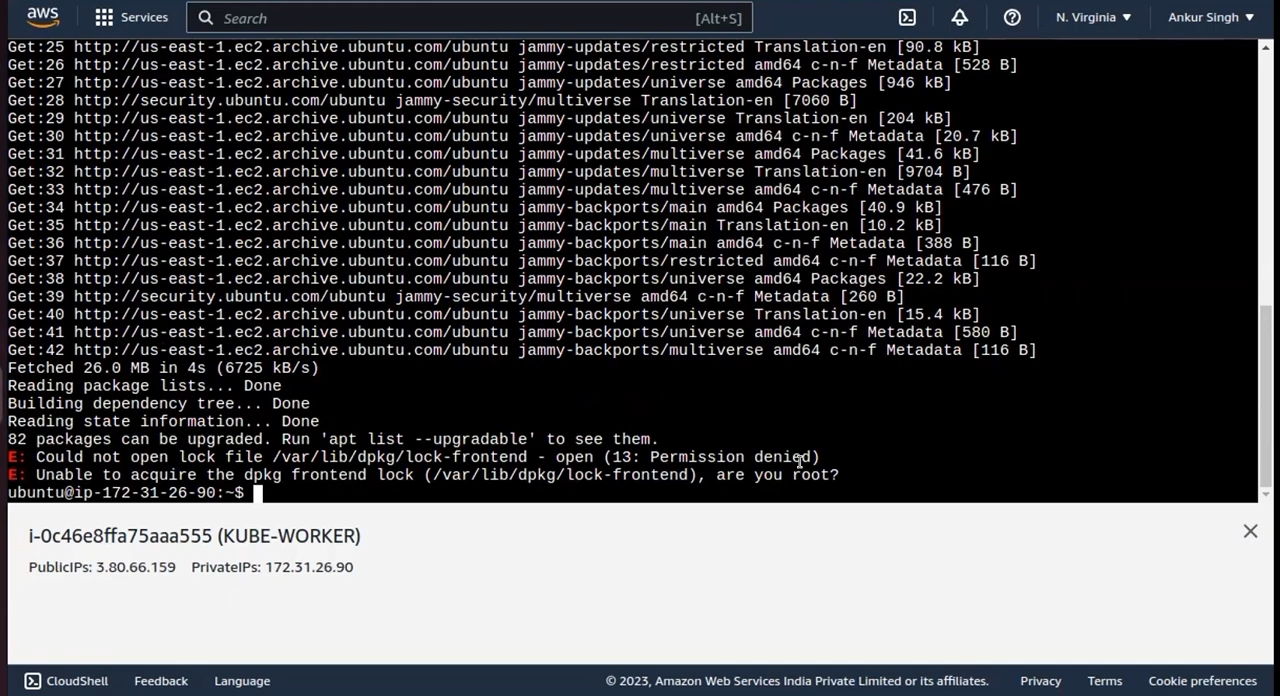 aws Services Search [Alt+S] N. Virginia Ankur Singh
Get:25 http://us-east-1.ec2.archive.ubuntu.com/ubuntu jammy-updates/restricted Translation-en [90.8 kB]
Get:26 http://us-east-1.ec2.archive.ubuntu.com/ubuntu jammy-updates/restricted amd64 c-n-f Metadata [528 B]
Get:27 http://us-east-1.ec2.archive.ubuntu.com/ubuntu jammy-updates/universe amd64 Packages [946 kB]
Get:28 http://security.ubuntu.com/ubuntu jammy-security/multiverse Translation-en [7060 B]
Get:29 http://us-east-1.ec2.archive.ubuntu.com/ubuntu jammy-updates/universe Translation-en [204 kB]
Get:30 http://us-east-1.ec2.archive.ubuntu.com/ubuntu jammy-updates/universe amd64 c-n-f Metadata [20.7 kB]
Get:31 http://us-east-1.ec2.archive.ubuntu.com/ubuntu jammy-updates/multiverse amd64 Packages [41.6 kB]
Get:32 http://us-east-1.ec2.archive.ubuntu.com/ubuntu jammy-updates/multiverse Translation-en [9704 B]
Get:33 http://us-east-1.ec2.archive.ubuntu.com/ubuntu jammy-updates/multiverse amd64 c-n-f Metadata [476 B]
Get:34 http://us-east-1.ec2.archive.ubuntu.com/ubuntu jammy-backports/main amd64 Packages [40.9 kB]
Get:35 http://us-east-1.ec2.archive.ubuntu.com/ubuntu jammy-backports/main Translation-en [10.2 kB]
Get:36 http://us-east-1.ec2.archive.ubuntu.com/ubuntu jammy-backports/main amd64 c-n-f Metadata [388 B]
Get:37 http://us-east-1.ec2.archive.ubuntu.com/ubuntu jammy-backports/restricted amd64 c-n-f Metadata [116 B]
Get:38 http://us-east-1.ec2.archive.ubuntu.com/ubuntu jammy-backports/universe amd64 Packages [22.2 kB]
Get:39 http://security.ubuntu.com/ubuntu jammy-security/multiverse amd64 c-n-f Metadata [260 B]
Get:40 http://us-east-1.ec2.archive.ubuntu.com/ubuntu jammy-backports/universe Translation-en [15.4 kB]
Get:41 http://us-east-1.ec2.archive.ubuntu.com/ubuntu jammy-backports/universe amd64 c-n-f Metadata [580 B]
Get:42 http://us-east-1.ec2.archive.ubuntu.com/ubuntu jammy-backports/multiverse amd64 c-n-f Metadata [116 B]
Fetched 26.0 MB in 4s (6725 kB/s)
Reading package lists... Done
Building dependency tree... Done
Reading state information... Done
82 packages can be upgraded. Run 'apt list --upgradable' to see them.
E: Could not open lock file /var/lib/dpkg/lock-frontend - open (13: Permission denied)
E: Unable to acquire the dpkg frontend lock (/var/lib/dpkg/lock-frontend), are you root?
ubuntu@ip-172-31-26-90:~$
i-0c46e8ffa75aaa555 (KUBE-WORKER)
PublicIPs: 3.80.66.159 PrivateIPs: 172.31.26.90
CloudShell Feedback Language © 2023, Amazon Web Services India Private Limited or its affiliates. Privacy Terms Cookie preferences